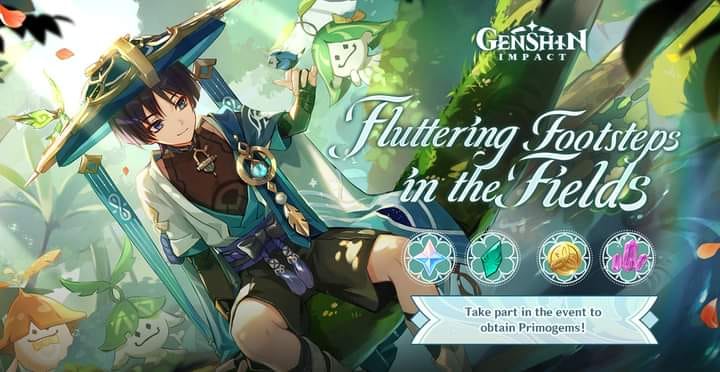 GENSHIN
IMPACT
Fluttering Footsteps
in the Fields
Take part in the event to
obtain Primogems!